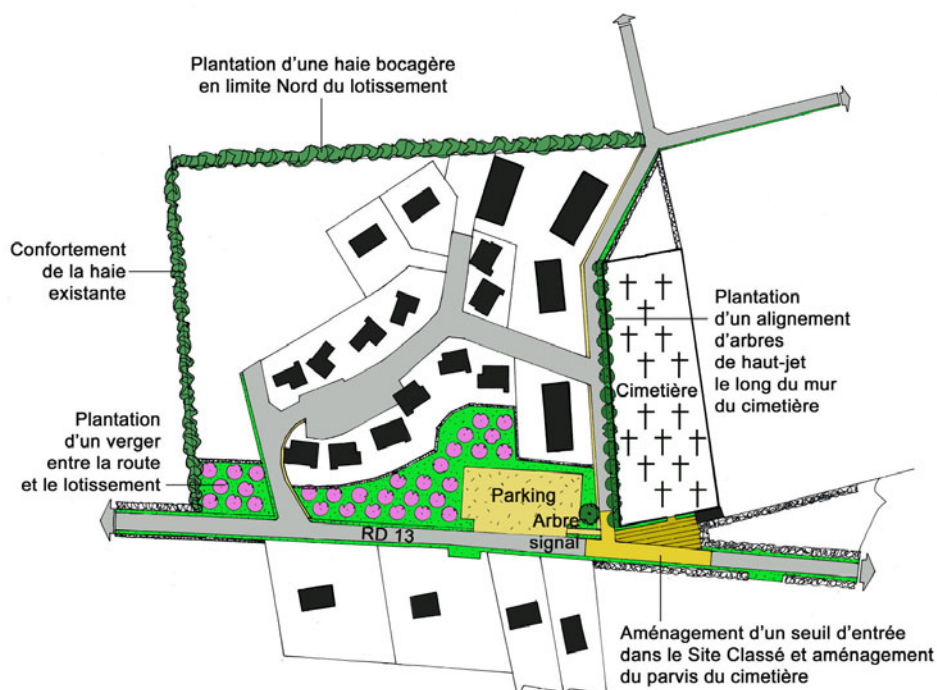 Plantation d'une haie bocagère
en limite Nord du lotissement
Confortement
de la haie
existante
Plantation
d'un alignement
d'arbres
de haut-jet
le long du mur
du cimetière
Cimetière
Plantation
d'un verger
entre la route
et le lotissement
Parking
Arbre
signal
RD 13
Aménagement d'un seuil d'entrée
dans le Site Classé et aménagement
du parvis du cimetière